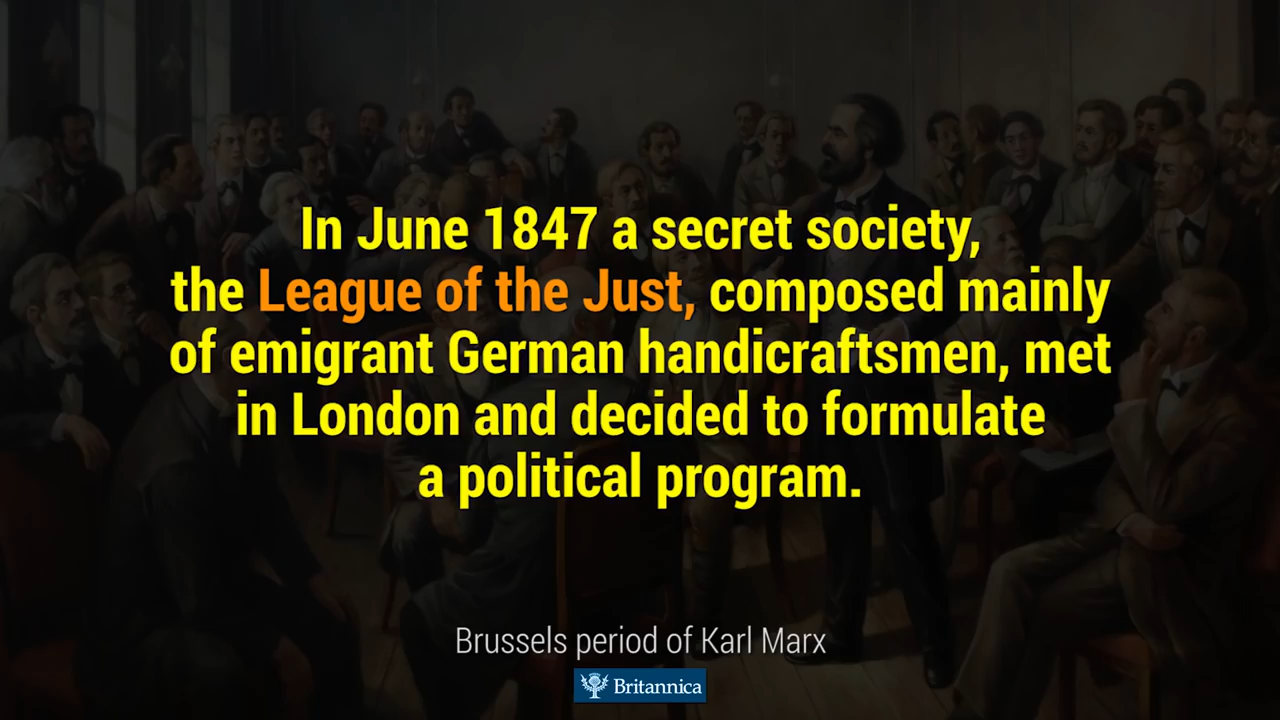 In June 1847 a secret society,
the League of the Just, composed mainly
of emigrant German handicraftsmen, met
in London and decided to formulate
a political program.
Brussels period of Karl Marx
Britannica